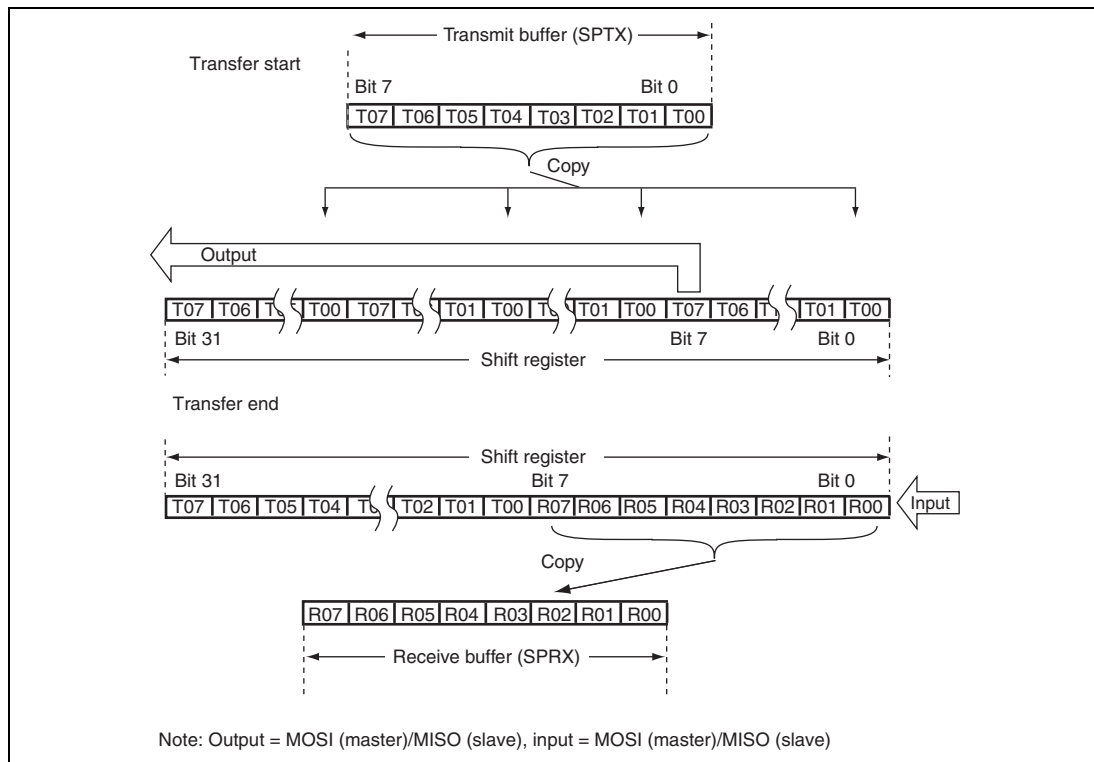 Transmit buffer (SPTX)
Transfer start
Bit 7 Bit 0
T07 T06 T05 T04 T03 T02 T01 T00
Copy
Output
T07 T06 T00 T07 T01 T00 T01 T00 T07 T06 T01 T00
Bit 31 Bit 7 Bit 0
Shift register
Transfer end
Shift register
Bit 31 Bit 7 Bit 0
T07 T06 T05 T04 T02 T01 T00 R07 R06 R05 R04 R03 R02 R01 R00 Input
Copy
R07 R06 R05 R04 R03 R02 R01 R00
Receive buffer (SPRX)
Note: Output = MOSI (master)/MISO (slave), input = MOSI (master)/MISO (slave)